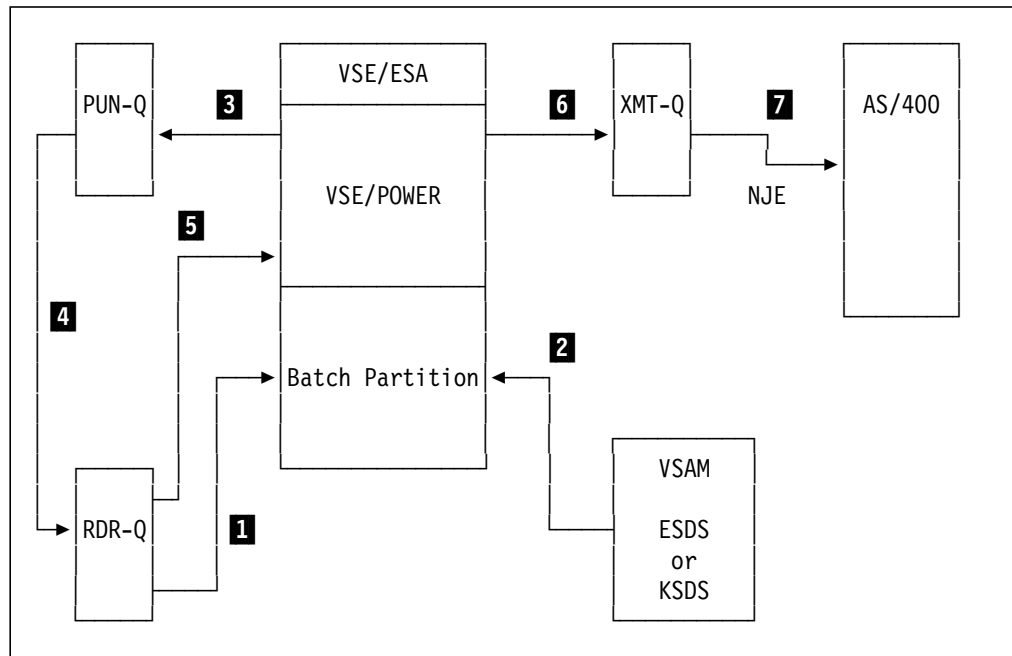 VSE/ESA
PUN-Q
3
6
XMT-Q
7
AS/400
VSE/POWER
NJE
5
4
2
Batch Partition
VSAM
RDR-Q
1
ESDS
or
KSDS